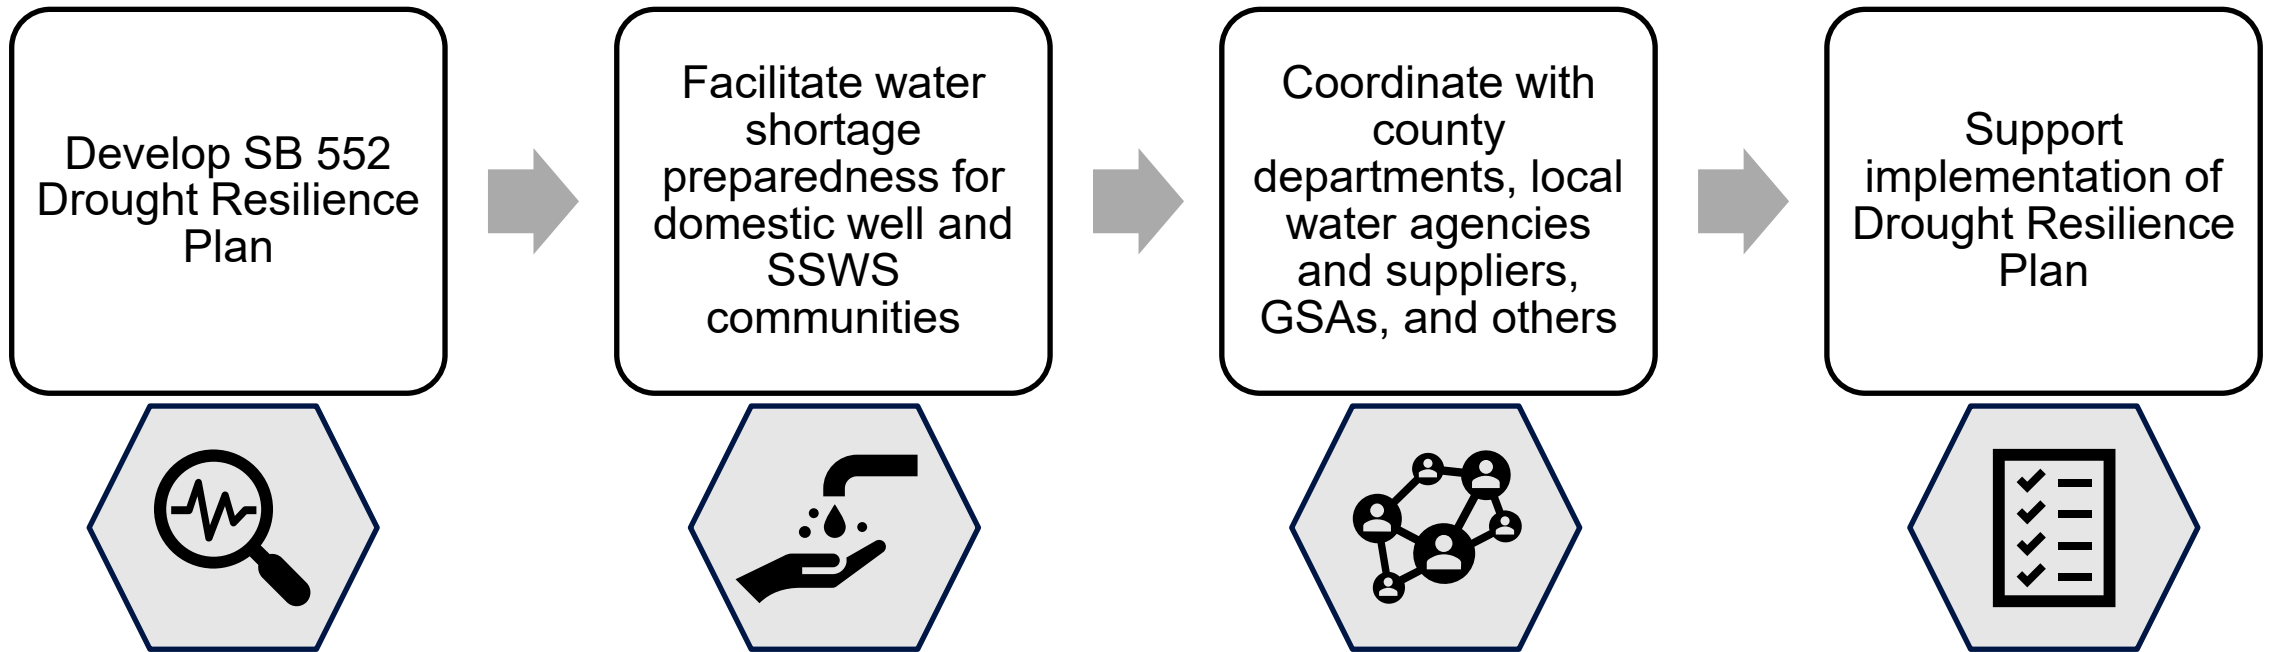 Develop SB 552
Drought Resilience
Plan
Facilitate water
shortage
preparedness for
domestic well and
SSWS
communities
Coordinate with
county
departments, local
water agencies
and suppliers,
GSAs, and others
Support
implementation of
Drought Resilience
Plan